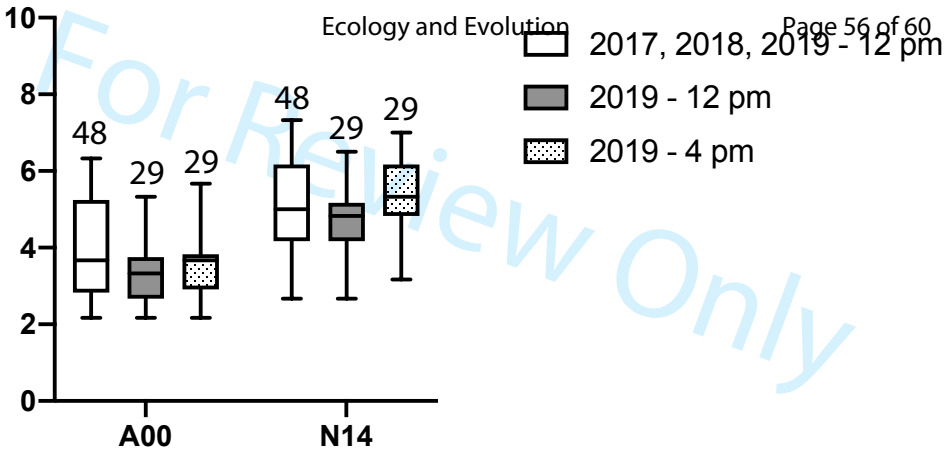 Ecology and Evolution
Page 56 of 60
10
8
6
4
2
0
48
29
29
48
29
29
A00
N14
2017, 2018, 2019 - 12 pm
2019 - 12 pm
2019 - 4 pm
For Review Only